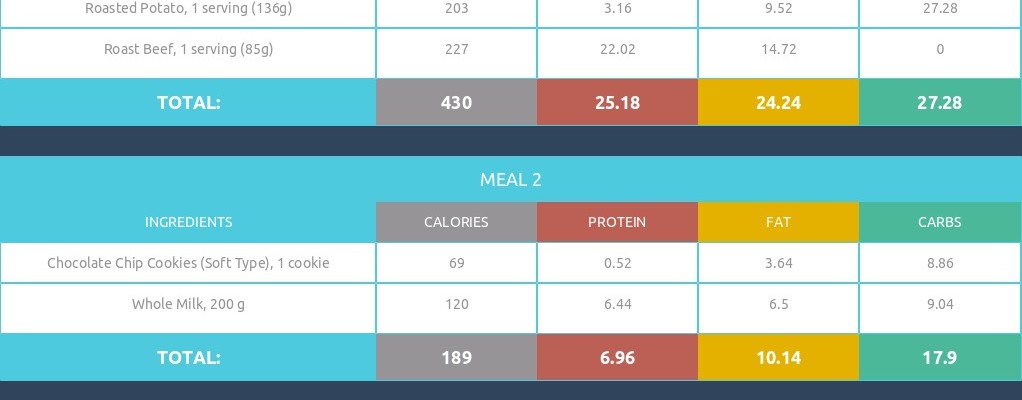 Roasted Potato, 1 serving (136g) 203 3.16 9.52 27.28
Roast Beef, 1 serving (85g) 227 22.02 14.72 0
TOTAL: 430 25.18 24.24 27.28
MEAL 2
INGREDIENTS CALORIES PROTEIN FAT CARBS
Chocolate Chip Cookies (Soft Type), 1 cookie 69 0.52 3.64 8.86
Whole Milk, 200 g 120 6.44 6.5 9.04
TOTAL: 189 6.96 10.14 17.9